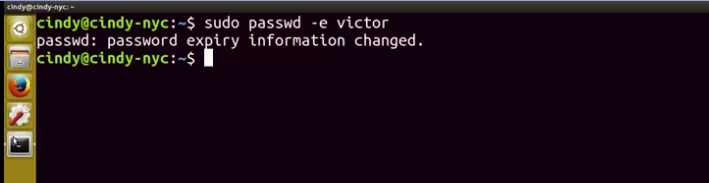 cindy@cindy-nyc: ~
cindy@cindy-nyc:~$ sudo passwd -e victor
passwd: password expiry information changed.
cindy@cindy-nyc:~$